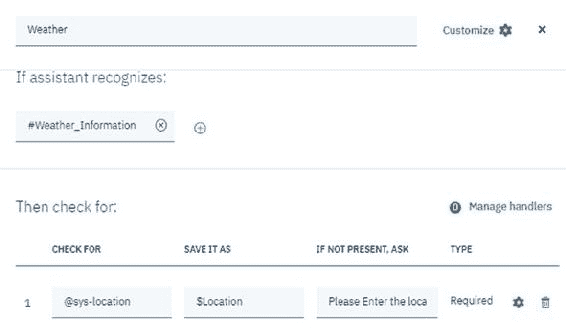 Weather
Customize
If assistant recognizes:
#Weather_Information
Then check for:
0 Manage handlers
CHECK FOR SAVE IT AS IF NOT PRESENT, ASK TYPE
1 @sys-location $Location Please Enter the loca Required